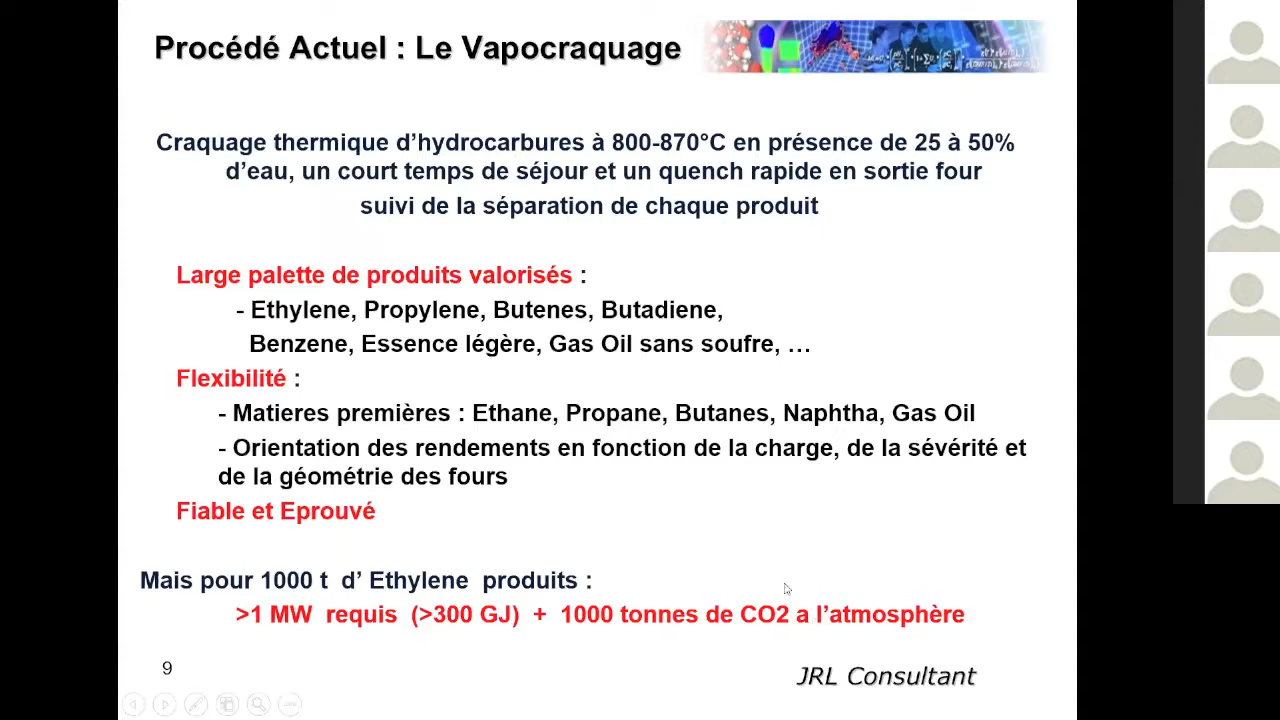 Procédé Actuel : Le Vapocraquage
Craquage thermique d’hydrocarbures à 800-870°C en présence de 25 à 50%
d’eau, un court temps de séjour et un quench rapide en sortie four
suivi de la séparation de chaque produit
Large palette de produits valorisés :
- Ethylene, Propylene, Butenes, Butadiene,
Benzene, Essence légère, Gas Oil sans soufre, …
Flexibilité :
- Matieres premières : Ethane, Propane, Butanes, Naphtha, Gas Oil
- Orientation des rendements en fonction de la charge, de la sévérité et
de la géométrie des fours
Fiable et Eprouvé
Mais pour 1000 t d’ Ethylene produits :
>1 MW requis (>300 GJ) + 1000 tonnes de CO2 a l’atmosphère
9
JRL Consultant